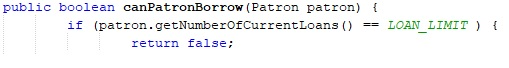 public boolean canPatronBorrow(Patron patron) {
if (patron.getNumberOfCurrentLoans() == LOAN_LIMIT ) {
return false;